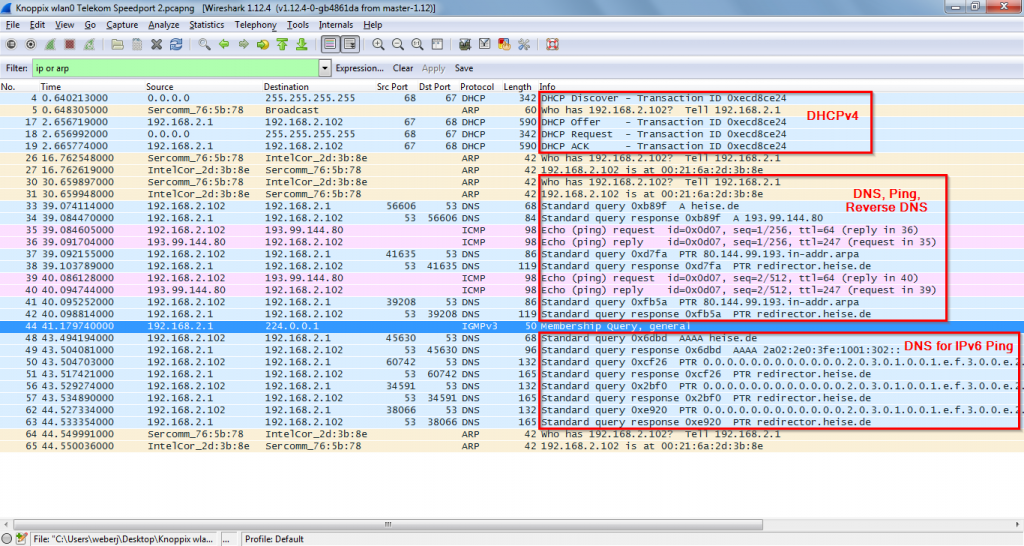 Knoppix wlan0 Telekom Speedport 2.pcapng [Wireshark 1.12.4 (v1.12.4-0-gb4861da from master-1.12)]
File Edit View Go Capture Analyze Statistics Telephony Tools Internals Help
Filter: ip or arp Expression... Clear Apply Save
No. Time Source Destination Src Port Dst Port Protocol Length Info
4 0.640213000 0.0.0.0 255.255.255.255 68 67 DHCP 342 DHCP Discover - Transaction ID 0xecd8ce24
5 0.648305000 Sercomm_76:5b:78 Broadcast ARP 60 Who has 192.168.2.102? Tell 192.168.2.1
DHCPv4
17 2.656719000 192.168.2.1 192.168.2.102 67 68 DHCP 590 DHCP Offer - Transaction ID 0xecd8ce24
18 2.656992000 0.0.0.0 255.255.255.255 68 67 DHCP 342 DHCP Request - Transaction ID 0xecd8ce24
19 2.665774000 192.168.2.1 192.168.2.102 67 68 DHCP 590 DHCP ACK - Transaction ID 0xecd8ce24
26 16.762548000 Sercomm_76:5b:78 IntelCor_2d:3b:8e ARP 42 Who has 192.168.2.102? Tell 192.168.2.1
27 16.762619000 IntelCor_2d:3b:8e Sercomm_76:5b:78 ARP 42 192.168.2.102 is at 00:21:6a:2d:3b:8e
30 30.659897000 Sercomm_76:5b:78 IntelCor_2d:3b:8e ARP 42 Who has 192.168.2.102? Tell 192.168.2.1
31 30.659948000 IntelCor_2d:3b:8e Sercomm_76:5b:78 ARP 42 192.168.2.102 is at 00:21:6a:2d:3b:8e
DNS, Ping,
Reverse DNS
33 39.074114000 192.168.2.102 192.168.2.1 56606 53 DNS 68 Standard query 0xb89f A heise.de
34 39.084470000 192.168.2.1 192.168.2.102 53 56606 DNS 84 Standard query response 0xb89f A 193.99.144.80
35 39.084605000 192.168.2.102 193.99.144.80 ICMP 98 Echo (ping) request id=0x0d07, seq=1/256, ttl=64 (reply in 36)
36 39.091704000 193.99.144.80 192.168.2.102 ICMP 98 Echo (ping) reply id=0x0d07, seq=1/256, ttl=247 (request in 35)
37 39.092155000 192.168.2.102 192.168.2.1 41635 53 DNS 86 Standard query 0xd7fa PTR 80.144.99.193.in-addr.arpa
38 39.103789000 192.168.2.1 192.168.2.102 53 41635 DNS 119 Standard query response 0xd7fa PTR redirector.heise.de
39 40.086128000 192.168.2.102 193.99.144.80 ICMP 98 Echo (ping) request id=0x0d07, seq=2/512, ttl=64 (reply in 40)
40 40.094744000 193.99.144.80 192.168.2.102 ICMP 98 Echo (ping) reply id=0x0d07, seq=2/512, ttl=247 (request in 39)
41 40.095252000 192.168.2.102 192.168.2.1 39208 53 DNS 86 Standard query 0xfb5a PTR 80.144.99.193.in-addr.arpa
42 40.098814000 192.168.2.1 192.168.2.102 53 39208 DNS 119 Standard query response 0xfb5a PTR redirector.heise.de
44 41.179740000 192.168.2.1 224.0.0.1 IGMPv3 50 Membership Query, general
48 43.494194000 192.168.2.102 192.168.2.1 45630 53 DNS 68 Standard query 0x6dbd AAAA heise.de
DNS for IPv6 Ping
49 43.504081000 192.168.2.1 192.168.2.102 53 45630 DNS 96 Standard query response 0x6dbd AAAA 2a02:2e0:3fe:1001:302::
50 43.504703000 192.168.2.102 192.168.2.1 60742 53 DNS 132 Standard query 0xcf26 PTR 0.0.0.0.0.0.0.0.0.0.0.0.2.0.3.0.1.0.0.1.e.f.3.0.0.e.2.
51 43.517421000 192.168.2.1 192.168.2.102 53 60742 DNS 165 Standard query response 0xcf26 PTR redirector.heise.de
56 43.529274000 192.168.2.102 192.168.2.1 34591 53 DNS 132 Standard query 0x2bf0 PTR 0.0.0.0.0.0.0.0.0.0.0.0.2.0.3.0.1.0.0.1.e.f.3.0.0.e.2.
57 43.534890000 192.168.2.1 192.168.2.102 53 34591 DNS 165 Standard query response 0x2bf0 PTR redirector.heise.de
62 44.527334000 192.168.2.102 192.168.2.1 38066 53 DNS 132 Standard query 0xe920 PTR 0.0.0.0.0.0.0.0.0.0.0.0.2.0.3.0.1.0.0.1.e.f.3.0.0.e.2.
63 44.533354000 192.168.2.1 192.168.2.102 53 38066 DNS 165 Standard query response 0xe920 PTR redirector.heise.de
64 44.549991000 Sercomm_76:5b:78 IntelCor_2d:3b:8e ARP 42 Who has 192.168.2.102? Tell 192.168.2.1
65 44.550036000 IntelCor_2d:3b:8e Sercomm_76:5b:78 ARP 42 192.168.2.102 is at 00:21:6a:2d:3b:8e
File: "C:\Users\weberj\Desktop\Knoppix wla... ... Profile: Default